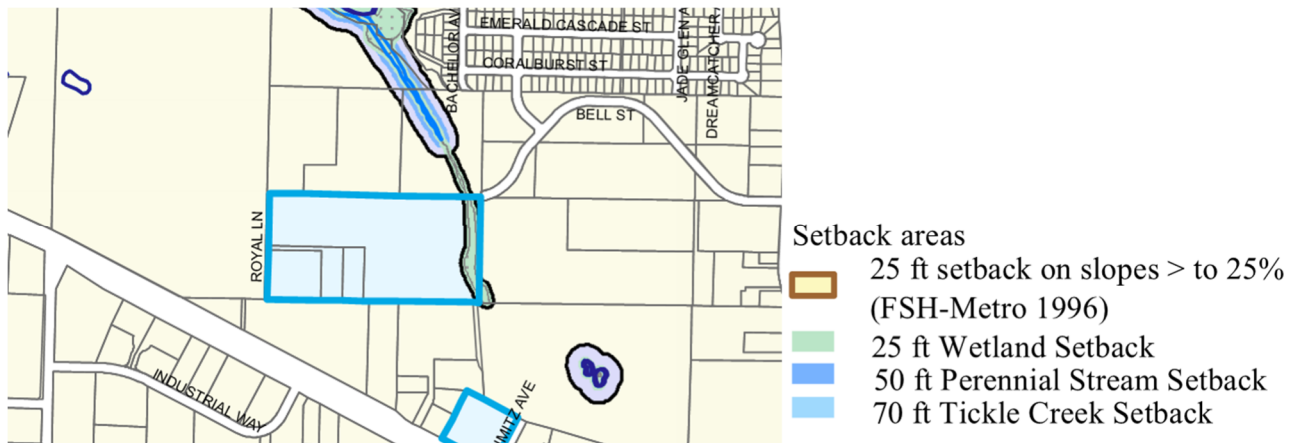 EMERALD CASCADE ST
CORALBURST ST
BACHELOR AV
JADE GLEN A
DREAMCATCHER
BELL ST
ROYAL LN
INDUSTRIAL WAY
AVE
Setback areas
25 ft setback on slopes > to 25%
(FSH-Metro 1996)
25 ft Wetland Setback
50 ft Perennial Stream Setback
70 ft Tickle Creek Setback